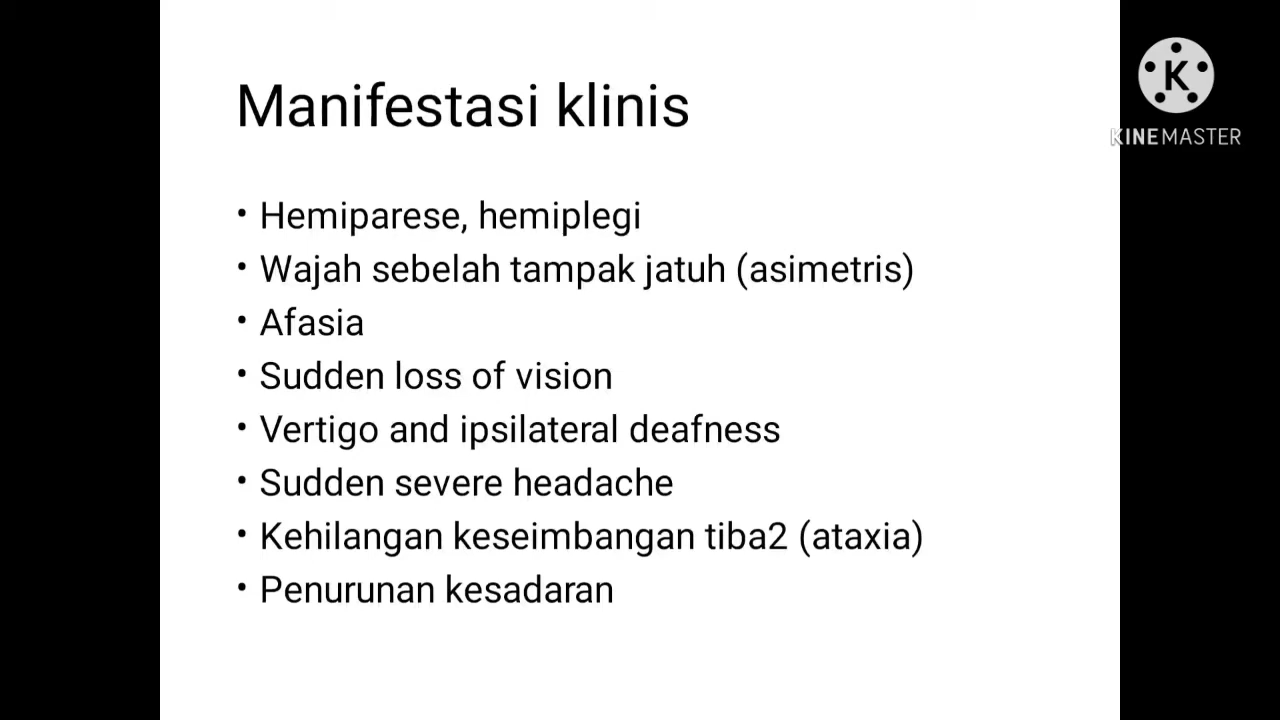 Manifestasi klinis
• Hemiparese, hemiplegi
• Wajah sebelah tampak jatuh (asimetris)
• Afasia
• Sudden loss of vision
• Vertigo and ipsilateral deafness
• Sudden severe headache
• Kehilangan keseimbangan tiba2 (ataxia)
• Penurunan kesadaran
K
KINEMASTER